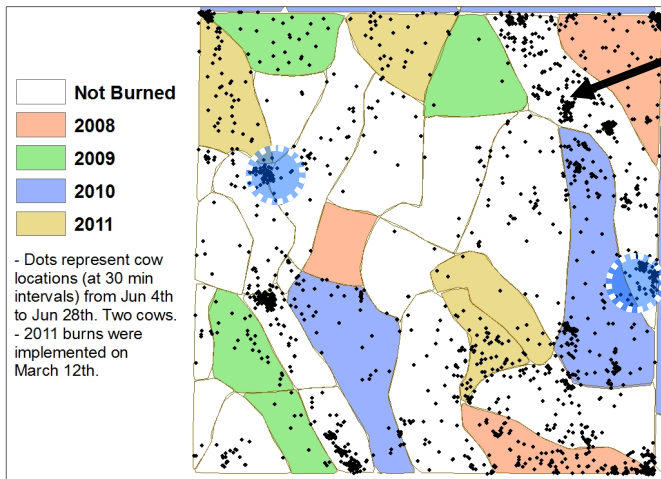 Not Burned
2008
2009
2010
2011
- Dots represent cow
locations (at 30 min
intervals) from Jun 4th
to Jun 28th. Two cows.
- 2011 burns were
implemented on
March 12th.